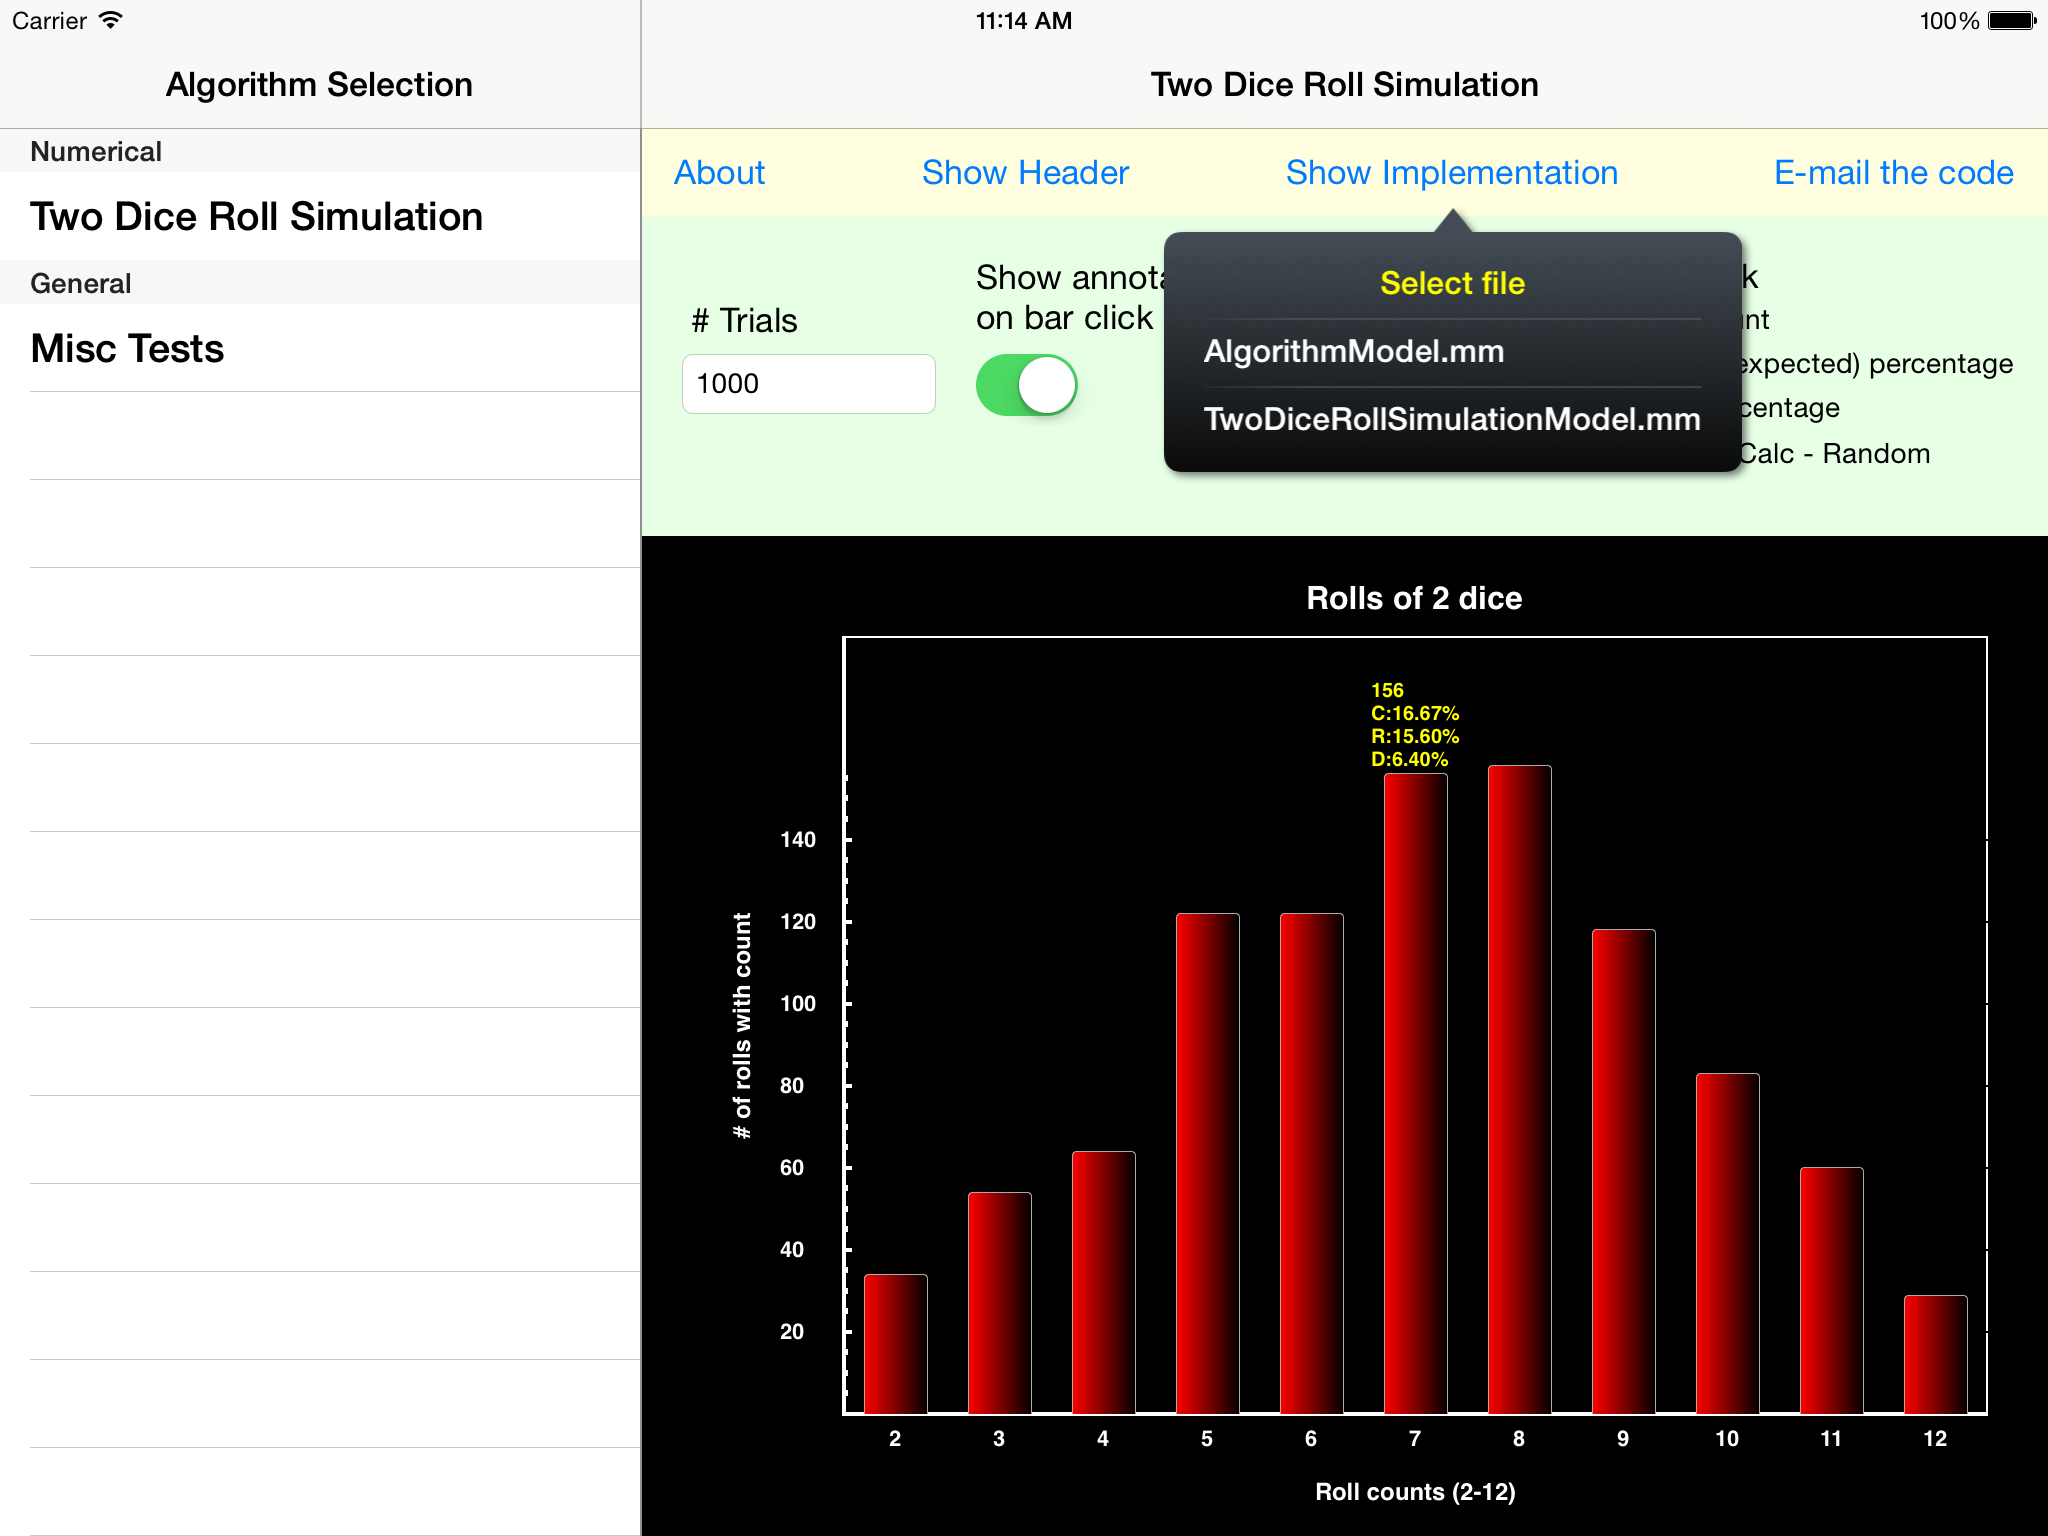 Carrier
11:14 AM
100%
Algorithm Selection
Two Dice Roll Simulation
Numerical
Two Dice Roll Simulation
General
Misc Tests
About
Show Header
Show Implementation
E-mail the code
# Trials
1000
Show
on bar click
Select file
AlgorithmModel.mm
TwoDiceRollSimulationModel.mm
expected) percentage
Calc - Random
Rolls of 2 dice
156
C:16.67%
R:15.60%
D:6.40%
# of rolls with count
140
120
100
80
60
40
20
2 3 4 5 6 7 8 9 10 11 12
Roll counts (2-12)